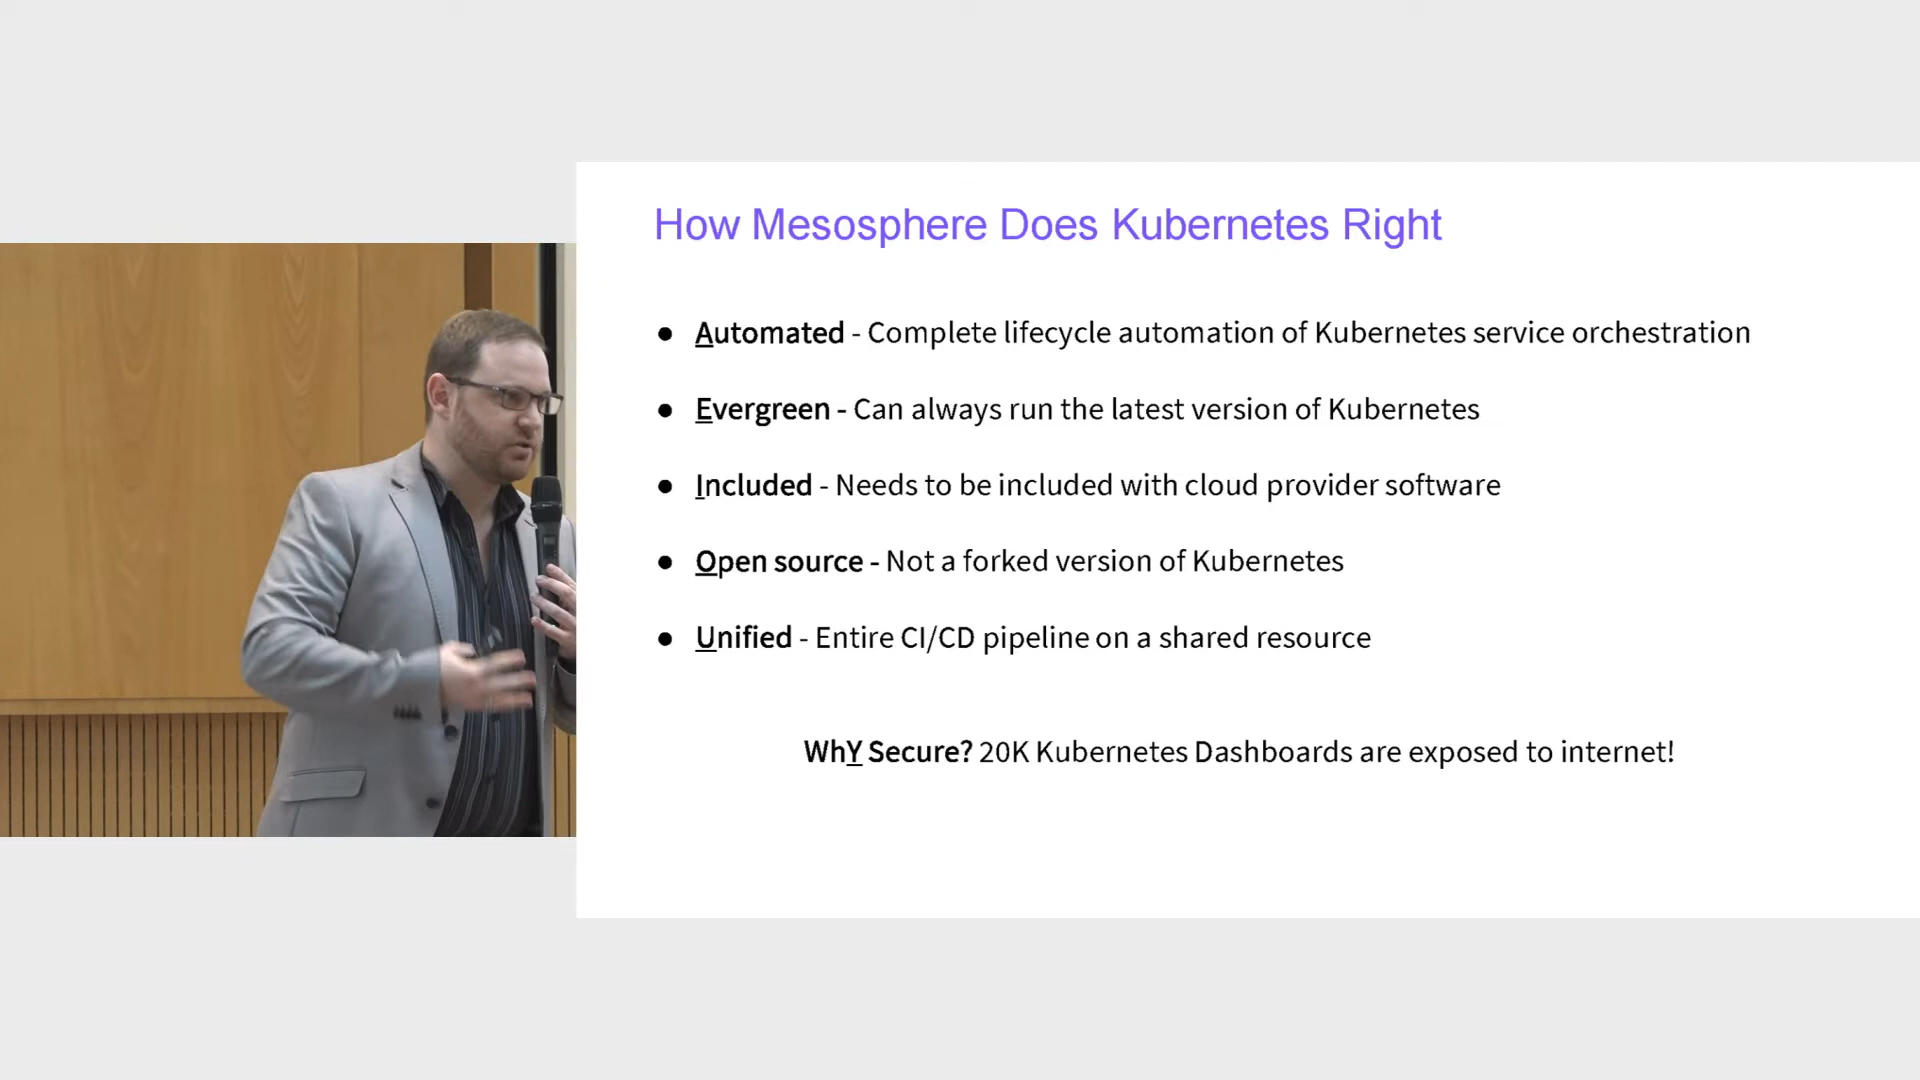 How Mesosphere Does Kubernetes Right
● Automated - Complete lifecycle automation of Kubernetes service orchestration
● Evergreen - Can always run the latest version of Kubernetes
● Included - Needs to be included with cloud provider software
● Open source - Not a forked version of Kubernetes
● Unified - Entire CI/CD pipeline on a shared resource
WhY Secure? 20K Kubernetes Dashboards are exposed to internet!